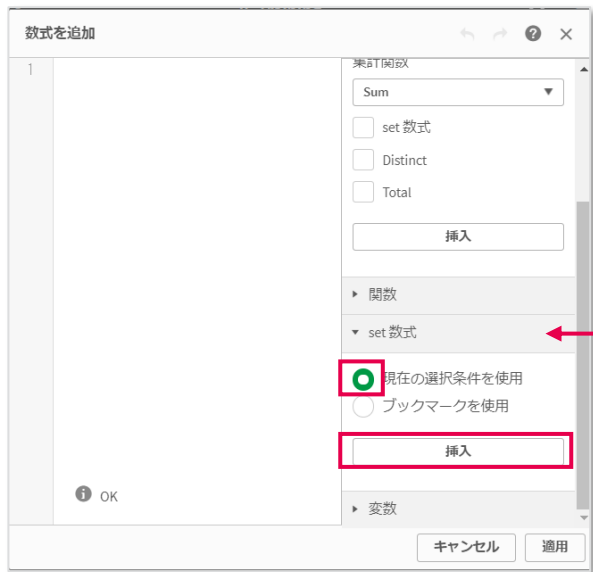 数式を追加
1
集計関数
Sum
set 数式
Distinct
Total
挿入
関数
set 数式
現在の選択条件を使用
ブックマークを使用
挿入
OK
変数
キャンセル 適用